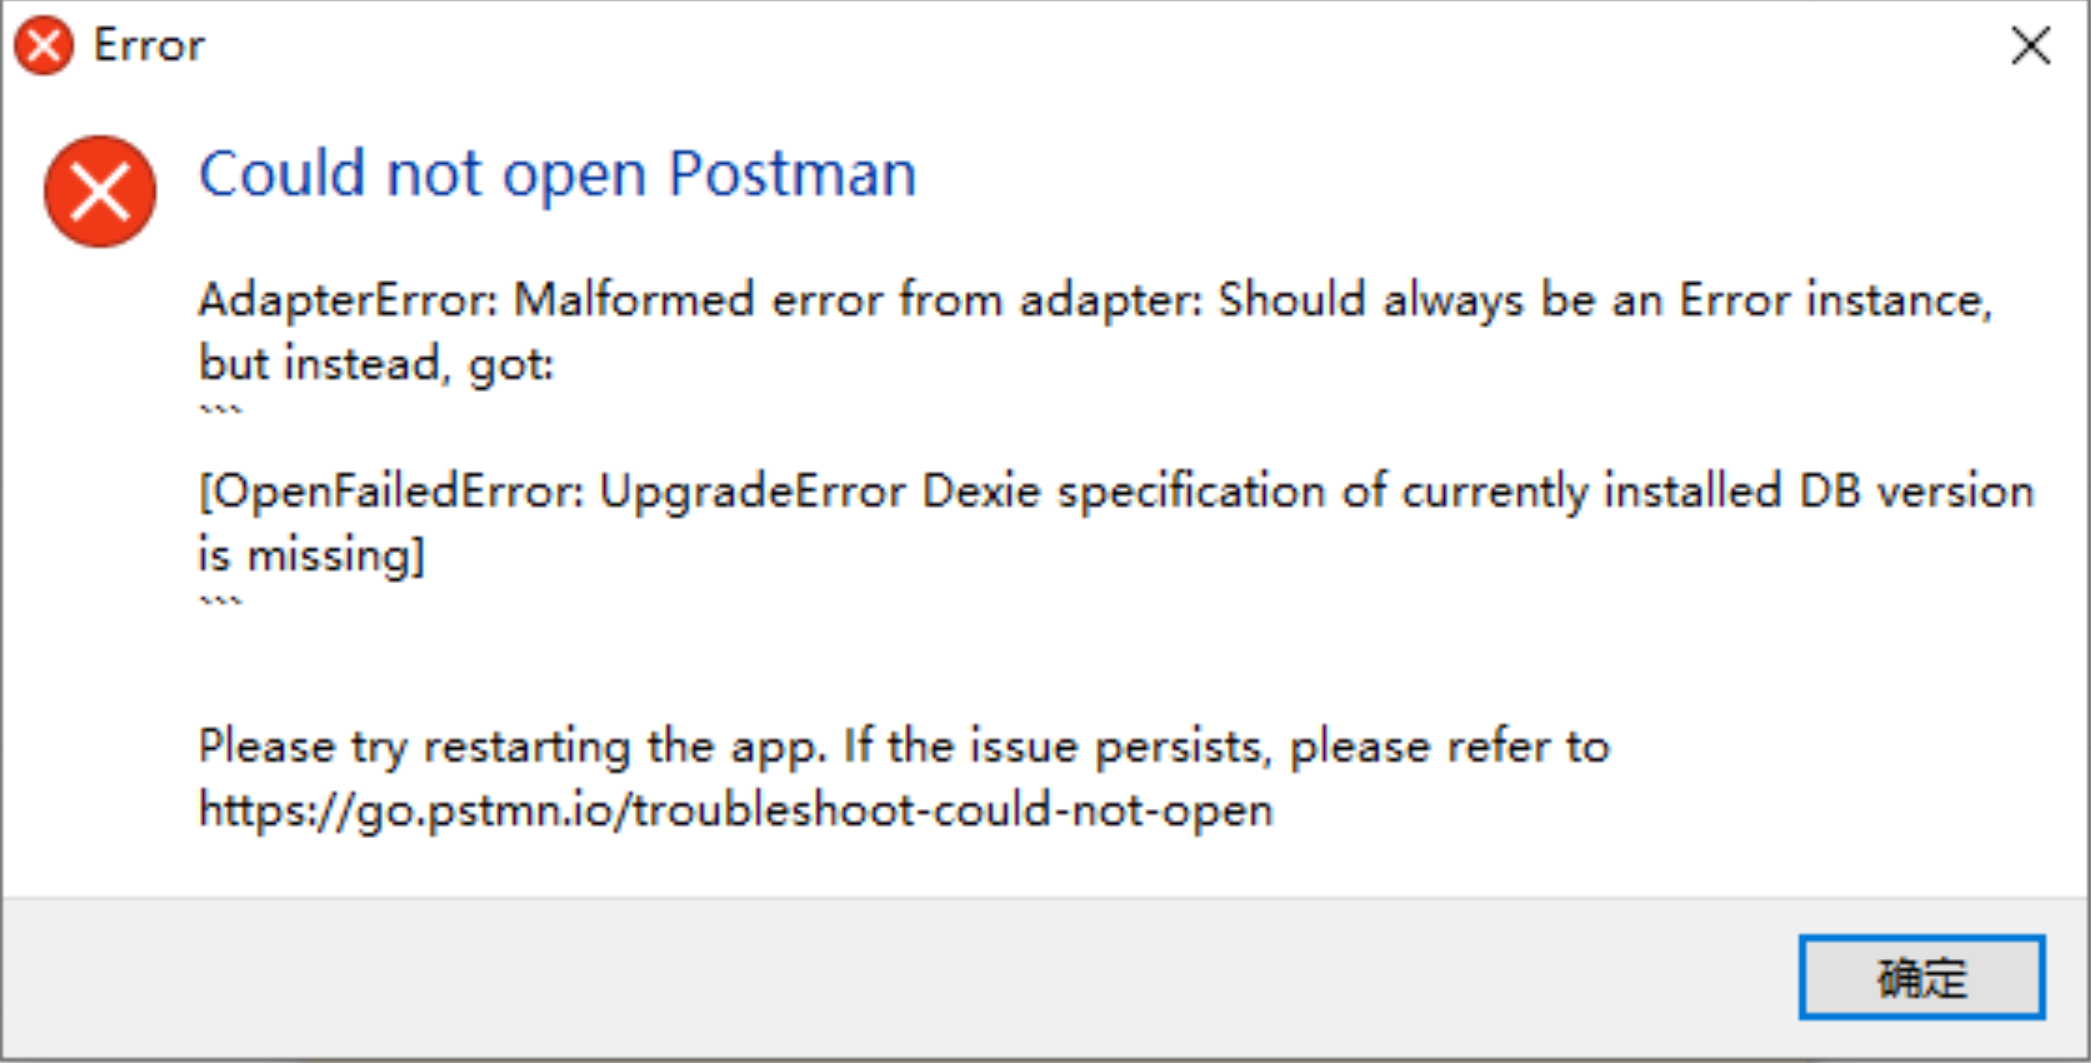 Error
Could not open Postman
AdapterError: Malformed error from adapter: Should always be an Error instance,
but instead, got:
```
[OpenFailedError: UpgradeError Dexie specification of currently installed DB version
is missing]
```
Please try restarting the app. If the issue persists, please refer to
https://go.pstmn.io/troubleshoot-could-not-open
确定